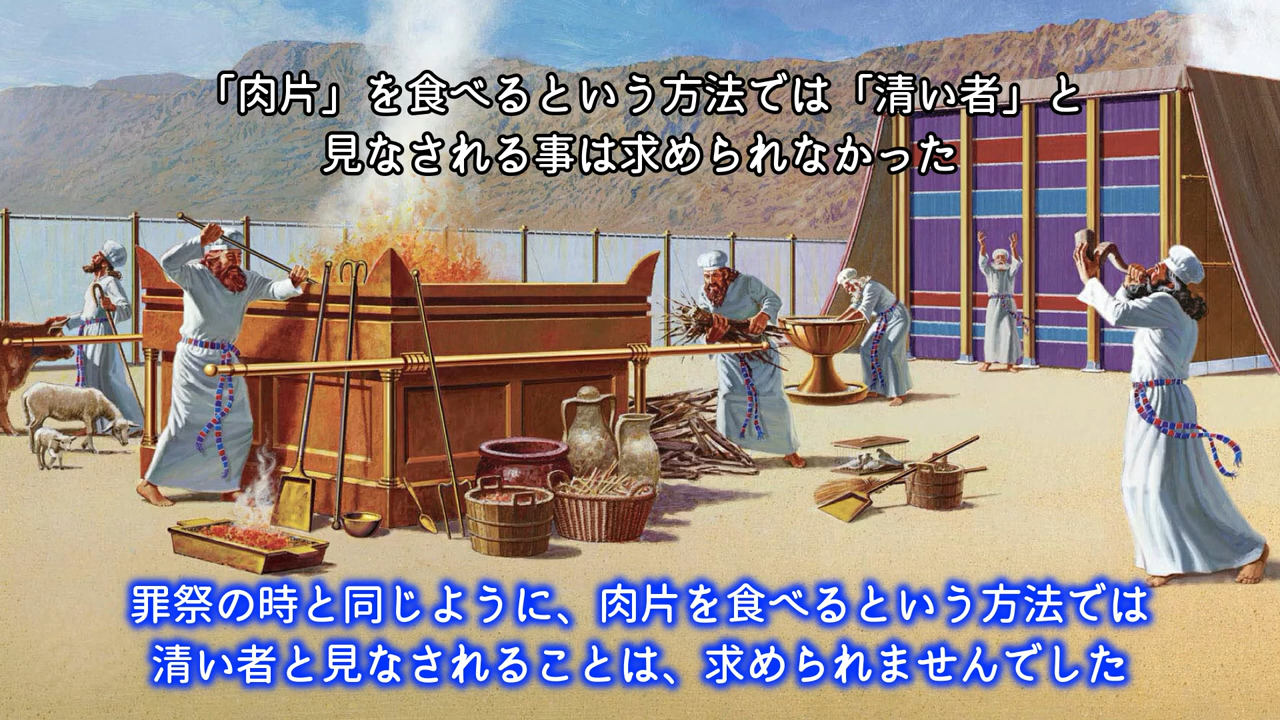 「肉片」を食べるという方法では「清い者」と
見なされる事は求められなかった
罪祭の時と同じように、肉片を食べるという方法では
清い者と見なされることは、求められませんでした